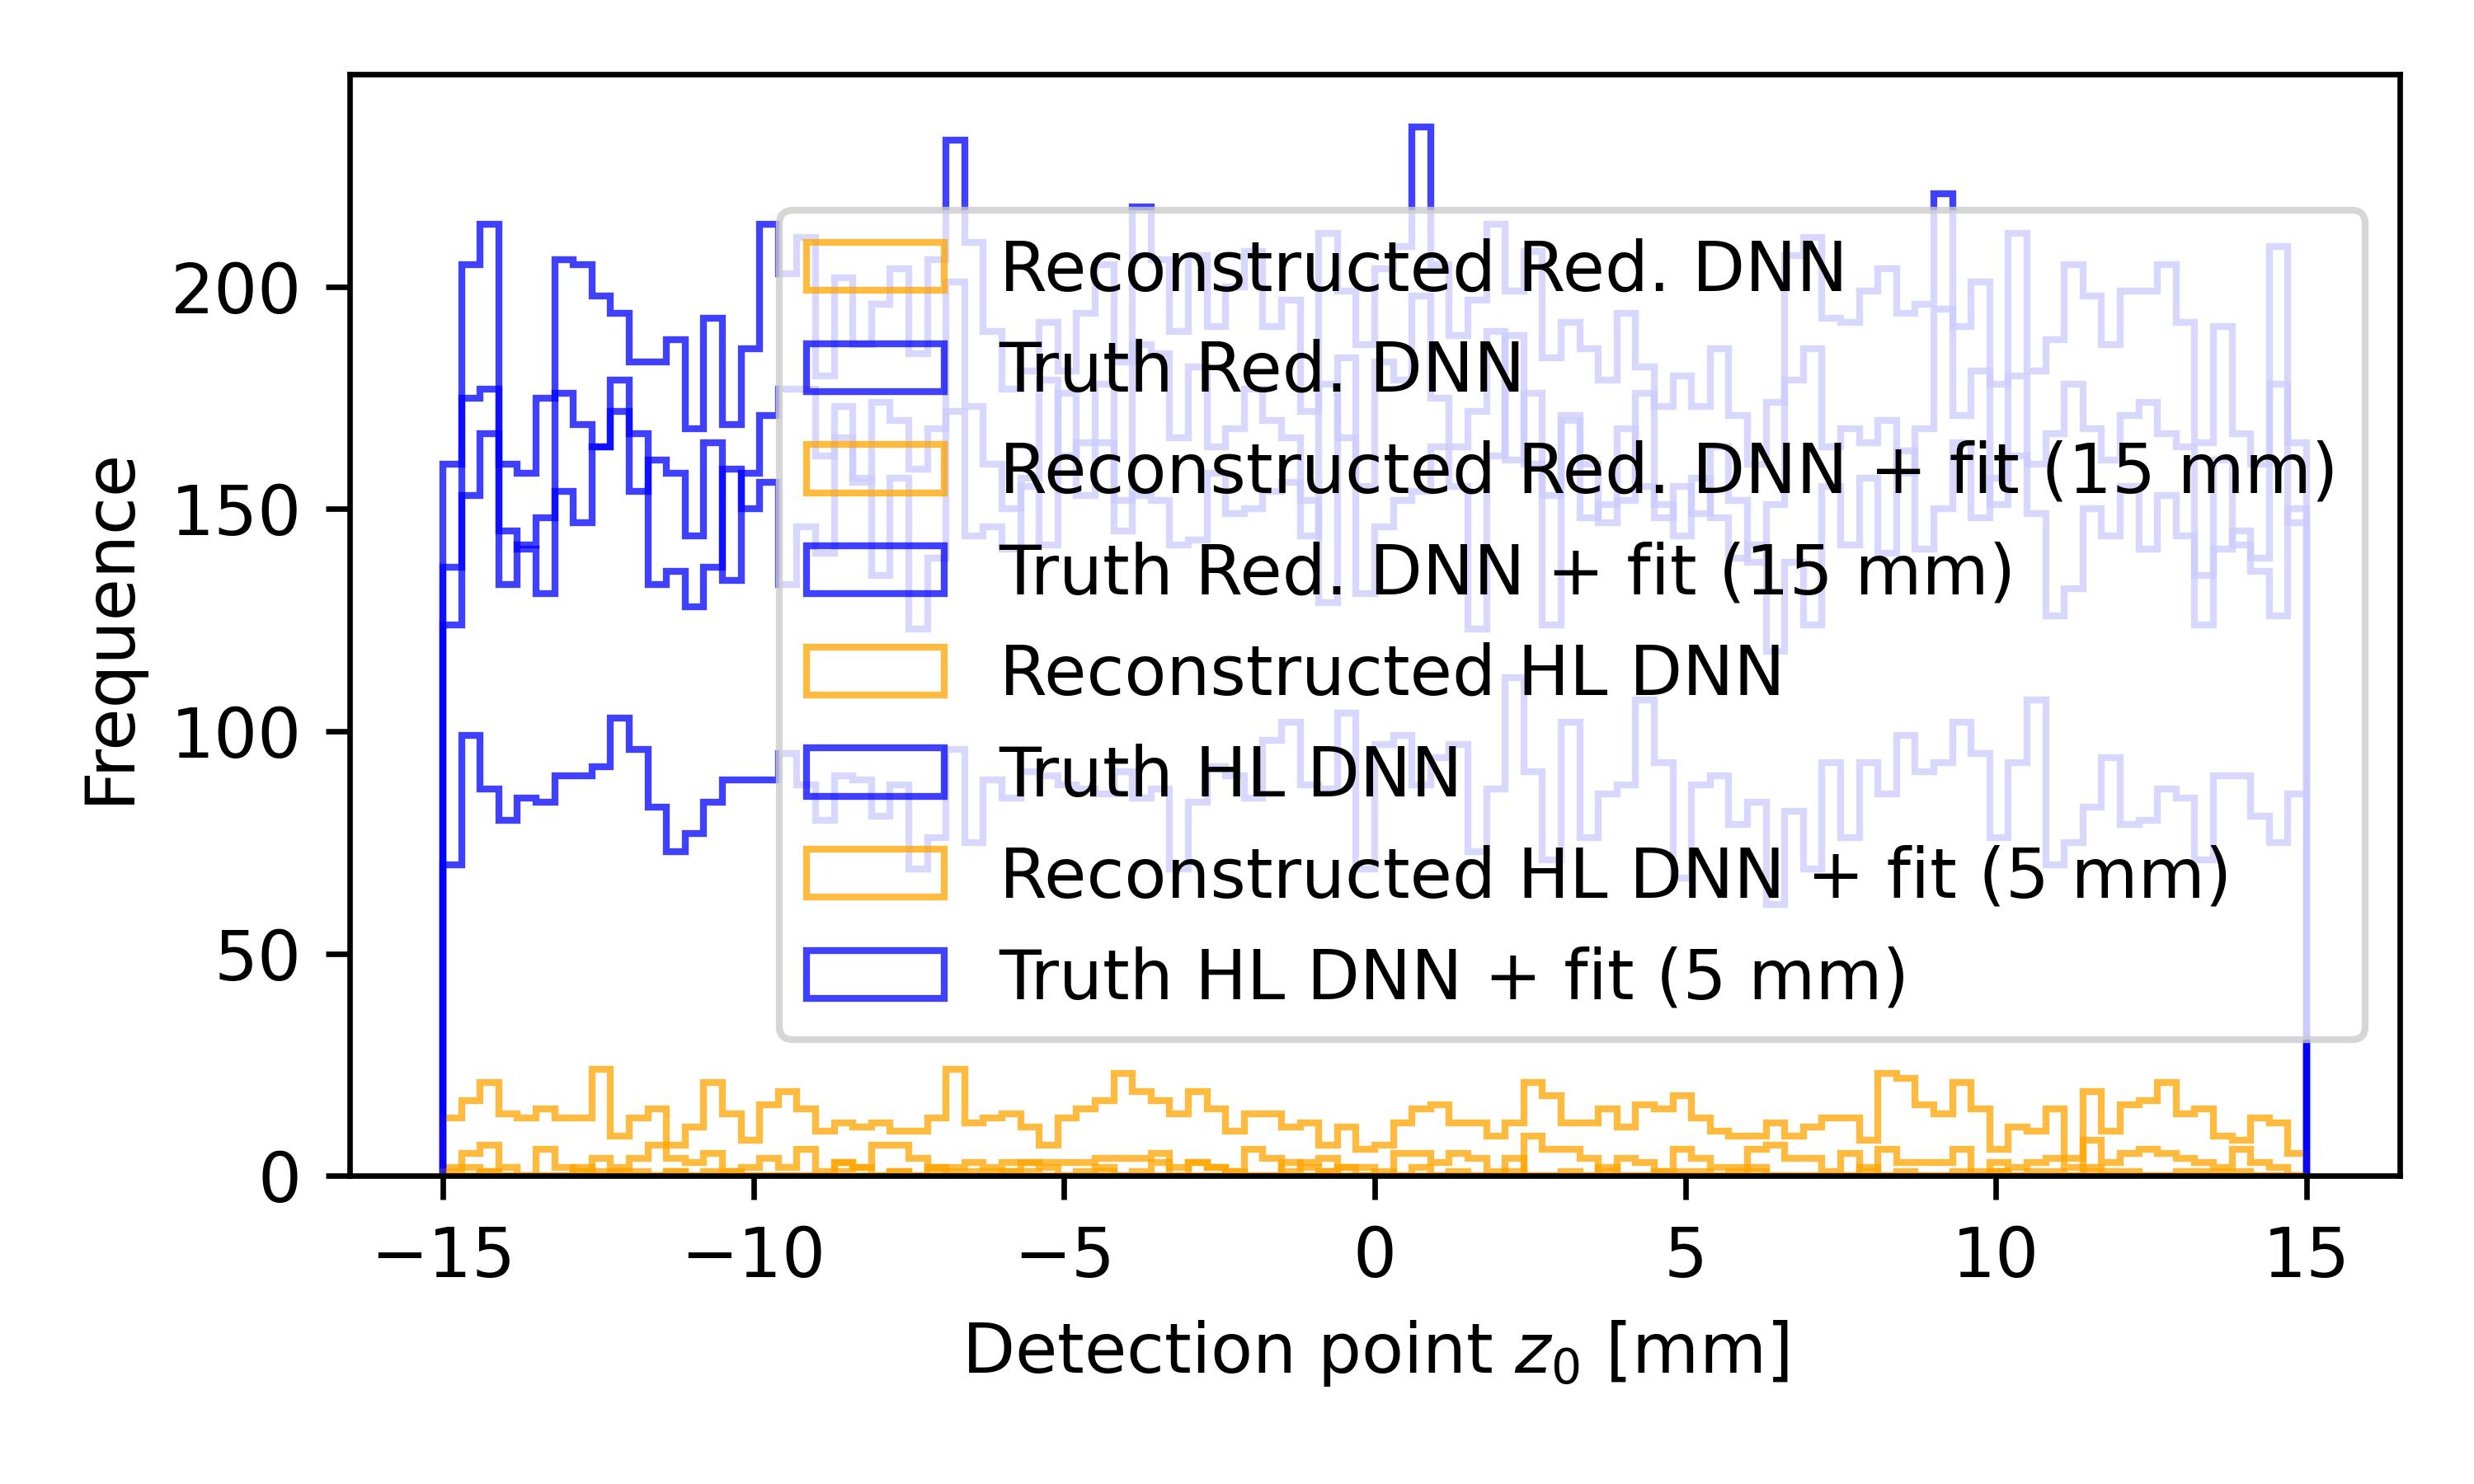 Frequency
200
150
100
50
0
Reconstructed Red. DNN
Truth Red. DNN
Reconstructed Red. DNN + fit (15 mm)
Truth Red. DNN + fit (15 mm)
Reconstructed HL DNN
Truth HL DNN
Reconstructed HL DNN + fit (5 mm)
Truth HL DNN + fit (5 mm)
−15 −10 −5 0 5 10 15
Detection point z₀ [mm]